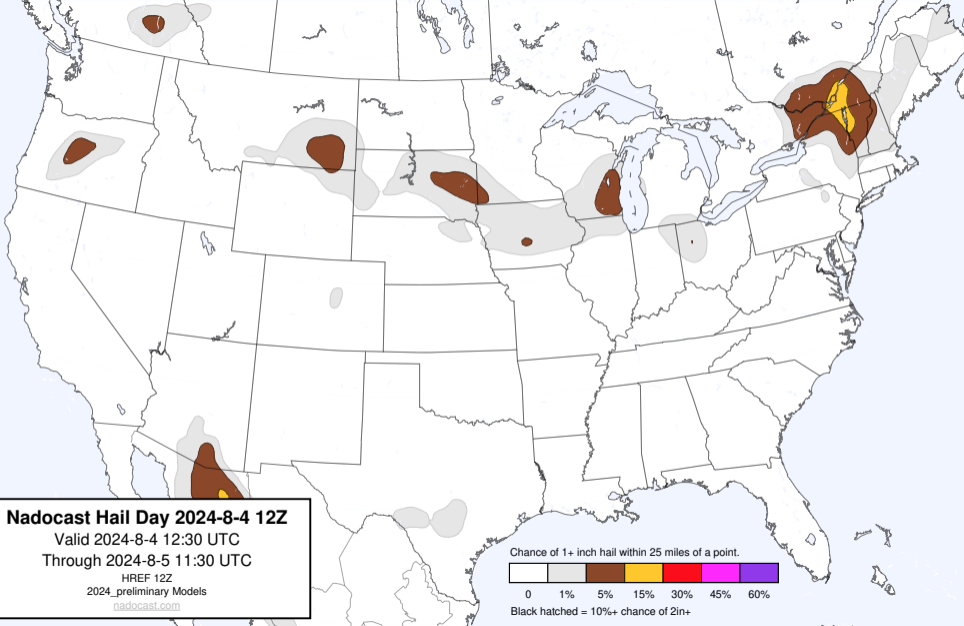 Nadocast Hail Day 2024-8-4 12Z
Valid 2024-8-4 12:30 UTC
Through 2024-8-5 11:30 UTC
HREF 12Z
2024_preliminary Models
nadocast.com
Chance of 1+ inch hail within 25 miles of a point.
0 1% 5% 15% 30% 45% 60%
Black hatched = 10%+ chance of 2in+